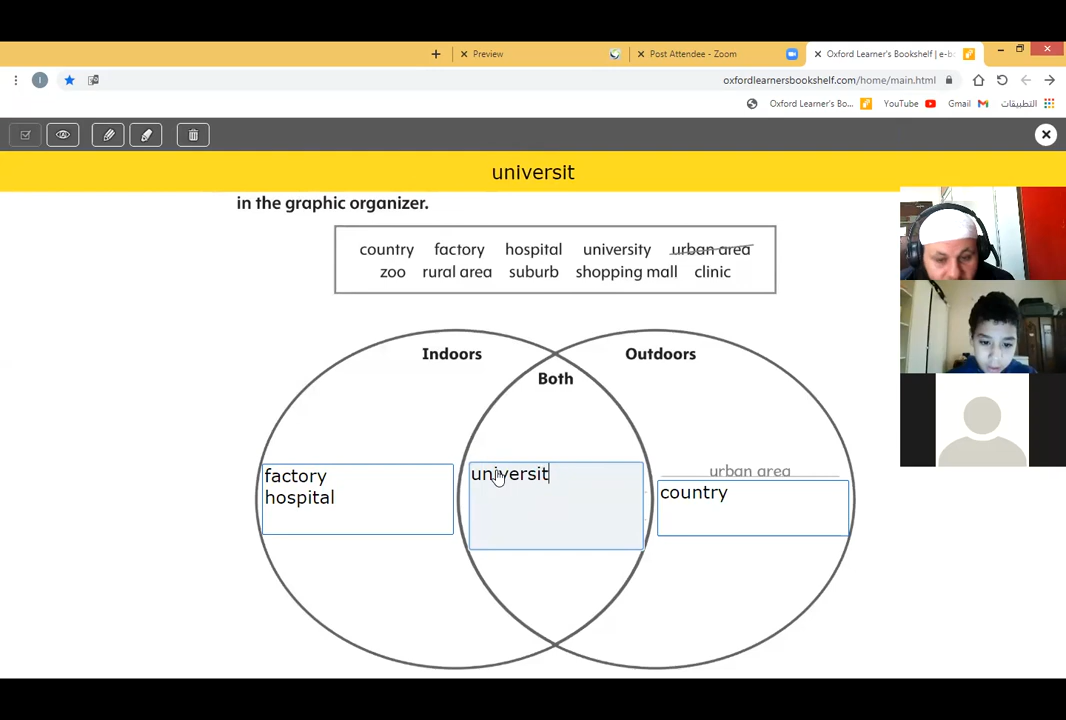 Preview
Post Attendee - Zoom
Oxford Learner's Bookshelf | e-bo
oxfordlearnersbookshelf.com/home/main.html
Oxford Learner's Bo...
YouTube
Gmail
التطبيقات
universit
in the graphic organizer.
country factory hospital university urban area
zoo rural area suburb shopping mall clinic
Indoors
Outdoors
Both
factory
hospital
universit
urban area
country